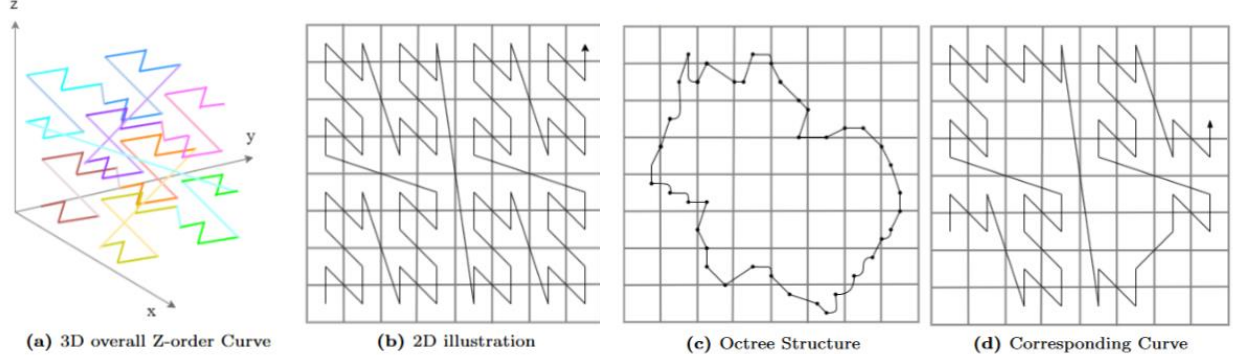 z
y
x
(a) 3D overall Z-order Curve
(b) 2D illustration
(c) Octree Structure
(d) Corresponding Curve